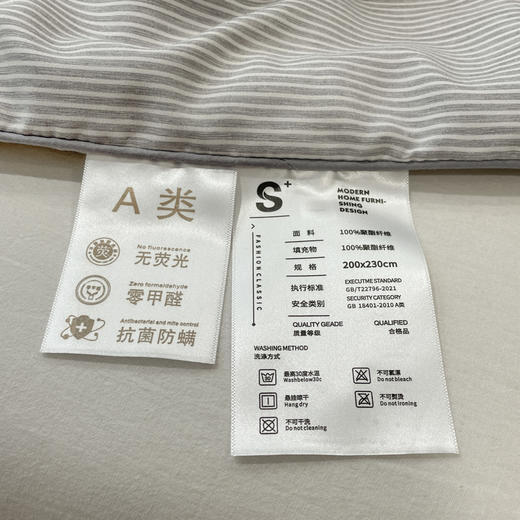 A类
荧
No fluorescence
无荧光
Zero formaldehyde
零甲醛
Antibacterial and mite control
抗菌防螨
S+
FASHIONCLASSIC
MODERN
HOME FURNI-
SHING
DESIGN
面料 100%聚酯纤维
填充物 100%聚酯纤维
规格 200x230cm
执行标准 EXECUTIME STANDARD
GB/T22796-2021
安全类别 SECURITY CATEGORY
GB 18401-2010 A类
QUALITY GEADE QUALIFIED
质量等级 合格品
WASHING METHOD
洗涤方式
最高30度水温
Washbelow30c
不可氯漂
Do not bleach
悬挂晾干
Hang dry
不可熨烫
Do not ironing
不可干洗
Do not cleaning